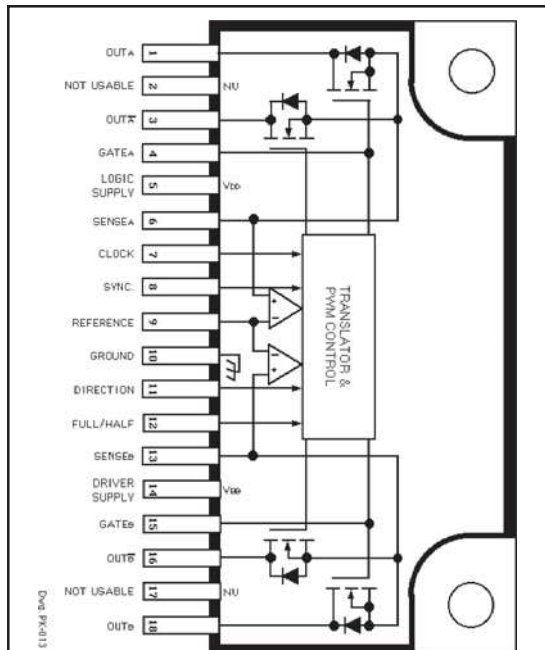 OUTA 1
NOT USABLE 2 NU
OUTA̅ 3
GATEA 4
LOGIC SUPPLY 5 VDD
SENSEA 6
CLOCK 7
SYNC. 8
REFERENCE 9
GROUND 10
DIRECTION 11
FULL/HALF 12
SENSEB 13
DRIVER SUPPLY 14 VBB
GATEB 15
OUTB̅ 16
NOT USABLE 17 NU
OUTB 18
TRANSLATOR &
PWM CONTROL
+
−
−
+
Dwg. PK-013